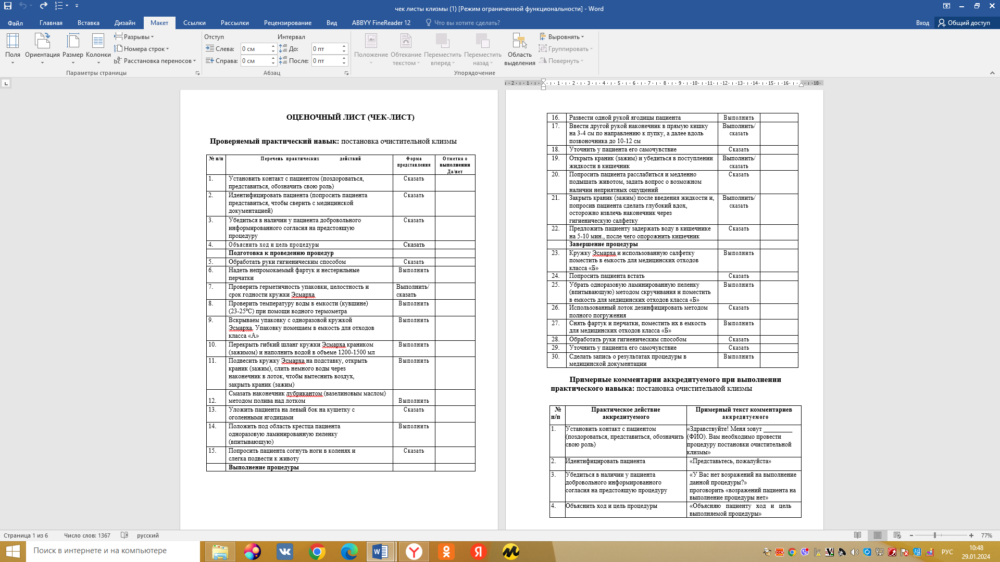 чек листы клизмы (1) [Режим ограниченной функциональности] - Word
Файл Главная Вставка Дизайн Макет Ссылки Рассылки Рецензирование Вид ABBYY FineReader 12 Что вы хотите сделать? Вход Общий доступ
Поля
Ориентация
Размер
Колонки
Разрывы
Номера строк
Расстановка переносов
Параметры страницы
Отступ Интервал
Слева: 0 см До: 0 пт
Справа: 0 см После: 0 пт
Абзац
Положение
Обтекание текстом
Переместить вперед
Переместить назад
Область выделения
Выровнять
Группировать
Повернуть
Упорядочение
2 1 1 2 3 4 5 6 7 8 9 10 11 12 13 14 15 16 18
ОЦЕНОЧНЫЙ ЛИСТ (ЧЕК-ЛИСТ)
Проверяемый практический навык: постановка очистительной клизмы
№ п/п Перечень практических действий Форма представления Отметка о выполнении Да/нет
1. Установить контакт с пациентом (поздороваться, Сказать
представиться, обозначить свою роль)
2. Идентифицировать пациента (попросить пациента Сказать
представиться, чтобы сверить с медицинской
документацией)
3. Убедиться в наличии у пациента добровольного Сказать
информированного согласия на предстоящую
процедуру
4. Объяснить ход и цель процедуры Сказать
Подготовка к проведению процедур
5. Обработать руки гигиеническим способом Сказать
6. Надеть непромокаемый фартук и нестерильные Выполнить
перчатки
7. Проверить герметичность упаковки, целостность и Выполнить/
срок годности кружки Эсмарха сказать
8. Проверить температуру воды в емкости (кувшине) Выполнить
(23-25°С) при помощи водного термометра
9. Вскрываем упаковку с одноразовой кружкой Выполнить
Эсмарха. Упаковку помещаем в емкость для отходов
класса «А»
10. Перекрыть гибкий шланг кружки Эсмарха краником Выполнить
(зажимом) и наполнить водой в объеме 1200-1500 мл
11. Подвесить кружку Эсмарха на подставку, открыть Выполнить
краник (зажим), слить немного воды через
наконечник в лоток, чтобы вытеснить воздух,
закрыть краник (зажим)
Смазать наконечник лубрикантом (вазелиновым маслом)
12. методом полива над лотком Выполнить
13. Уложить пациента на левый бок на кушетку с Сказать
оголенными ягодицами
14. Положить под область крестца пациента Выполнить
одноразовую ламинированную пеленку
(впитывающую)
15. Попросить пациента согнуть ноги в коленях и Сказать
слегка подвести к животу
Выполнение процедуры
16. Развести одной рукой ягодицы пациента Выполнить
17. Ввести другой рукой наконечник в прямую кишку Выполнить/
на 3-4 см по направлению к пупку, а далее вдоль сказать
позвоночника до 10-12 см
18. Уточнить у пациента его самочувствие Сказать
19. Открыть краник (зажим) и убедиться в поступлении Выполнить/
жидкости в кишечник сказать
20. Попросить пациента расслабиться и медленно Сказать
подышать животом, задать вопрос о возможном
наличии неприятных ощущений
21. Закрыть краник (зажим) после введения жидкости и, Выполнить/
попросив пациента сделать глубокий вдох, сказать
осторожно извлечь наконечник через
гигиеническую салфетку
22. Предложить пациенту задержать воду в кишечнике Сказать
на 5-10 мин., после чего опорожнить кишечник
Завершение процедуры
23. Кружку Эсмарха и использованную салфетку Выполнить
поместить в емкость для медицинских отходов
класса «Б»
24. Попросить пациента встать Сказать
25. Убрать одноразовую ламинированную пеленку Выполнить
(впитывающую) методом скручивания и поместить
в емкость для медицинских отходов класса «Б»
26. Использованный лоток дезинфицировать методом Сказать
полного погружения
27. Снять фартук и перчатки, поместить их в емкость Выполнить
для медицинских отходов класса «Б»
28. Обработать руки гигиеническим способом Сказать
29. Уточнить у пациента его самочувствие Сказать
30. Сделать запись о результатах процедуры в Выполнить
медицинской документации
Примерные комментарии аккредитуемого при выполнении
практического навыка: постановка очистительной клизмы
№ п/п Практическое действие аккредитуемого Примерный текст комментариев аккредитуемого
1. Установить контакт с пациентом «Здравствуйте! Меня зовут _________
(поздороваться, представиться, обозначить (ФИО). Вам необходимо провести
свою роль) процедуру постановки очистительной
клизмы»
2. Идентифицировать пациента «Представьтесь, пожалуйста»
3. Убедиться в наличии у пациента «У Вас нет возражений на выполнение
добровольного информированного данной процедуры?»
согласия на предстоящую процедуру проговорить «возражений пациента на
выполнение процедуры нет»
4. Объяснить ход и цель процедуры «Объясняю пациенту ход и цель
выполняемой процедуры»
Страница 1 из 6 Число слов: 1367 русский 77%
Поиск в интернете и на компьютере
РУС 10:48
29.01.2024